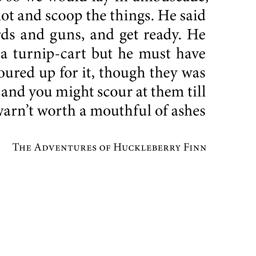 ot and scoop the things. He said
ds and guns, and get ready. He
a turnip-cart but he must have
oured up for it, though they was
and you might scour at them till
arn't worth a mouthful of ashes
The Adventures of Huckleberry Finn